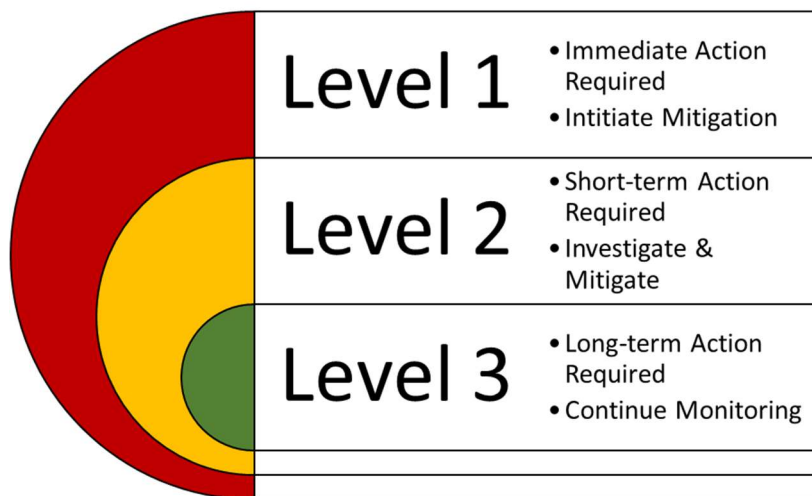 Level 1
• Immediate Action
Required
• Intitiate Mitigation
Level 2
• Short-term Action
Required
• Investigate &
Mitigate
Level 3
• Long-term Action
Required
• Continue Monitoring